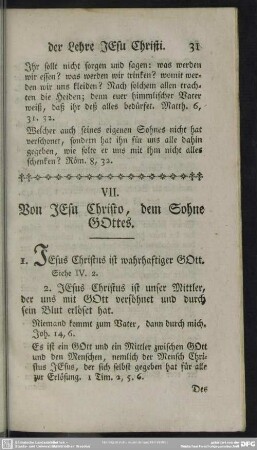 der Lehre JEsu Christi. 31
Ihr sollt nicht sorgen und sagen: was werden
wir essen? was werden wir trinken? womit wer-
den wir uns kleiden? Nach solchem allen trach-
ten die Heiden; denn euer himmlischer Vater
weiß, daß ihr deß alles bedürfet. Matth. 6,
31. 32.
Welcher auch seines eigenen Sohnes nicht hat
verschonet, sondern hat ihn für uns alle dahin
gegeben, wie solte er uns mit ihm nicht alles
schenken? Röm. 8, 32.
VII.
Von JEsu Christo, dem Sohne
GOttes.
1. JEsus Christus ist wahrhaftiger GOtt.
Siehe IV. 2.
2. JEsus Christus ist unser Mittler,
der uns mit GOtt versöhnet und durch
sein Blut erlöset hat.
Niemand kommt zum Vater, dann durch mich.
Joh. 14, 6.
Es ist ein GOtt und ein Mittler zwischen GOtt
und den Menschen, nemlich der Mensch Chri-
stus JEsus, der sich selbst gegeben hat für alle
zur Erlösung. 1 Tim. 2, 5. 6.
Des